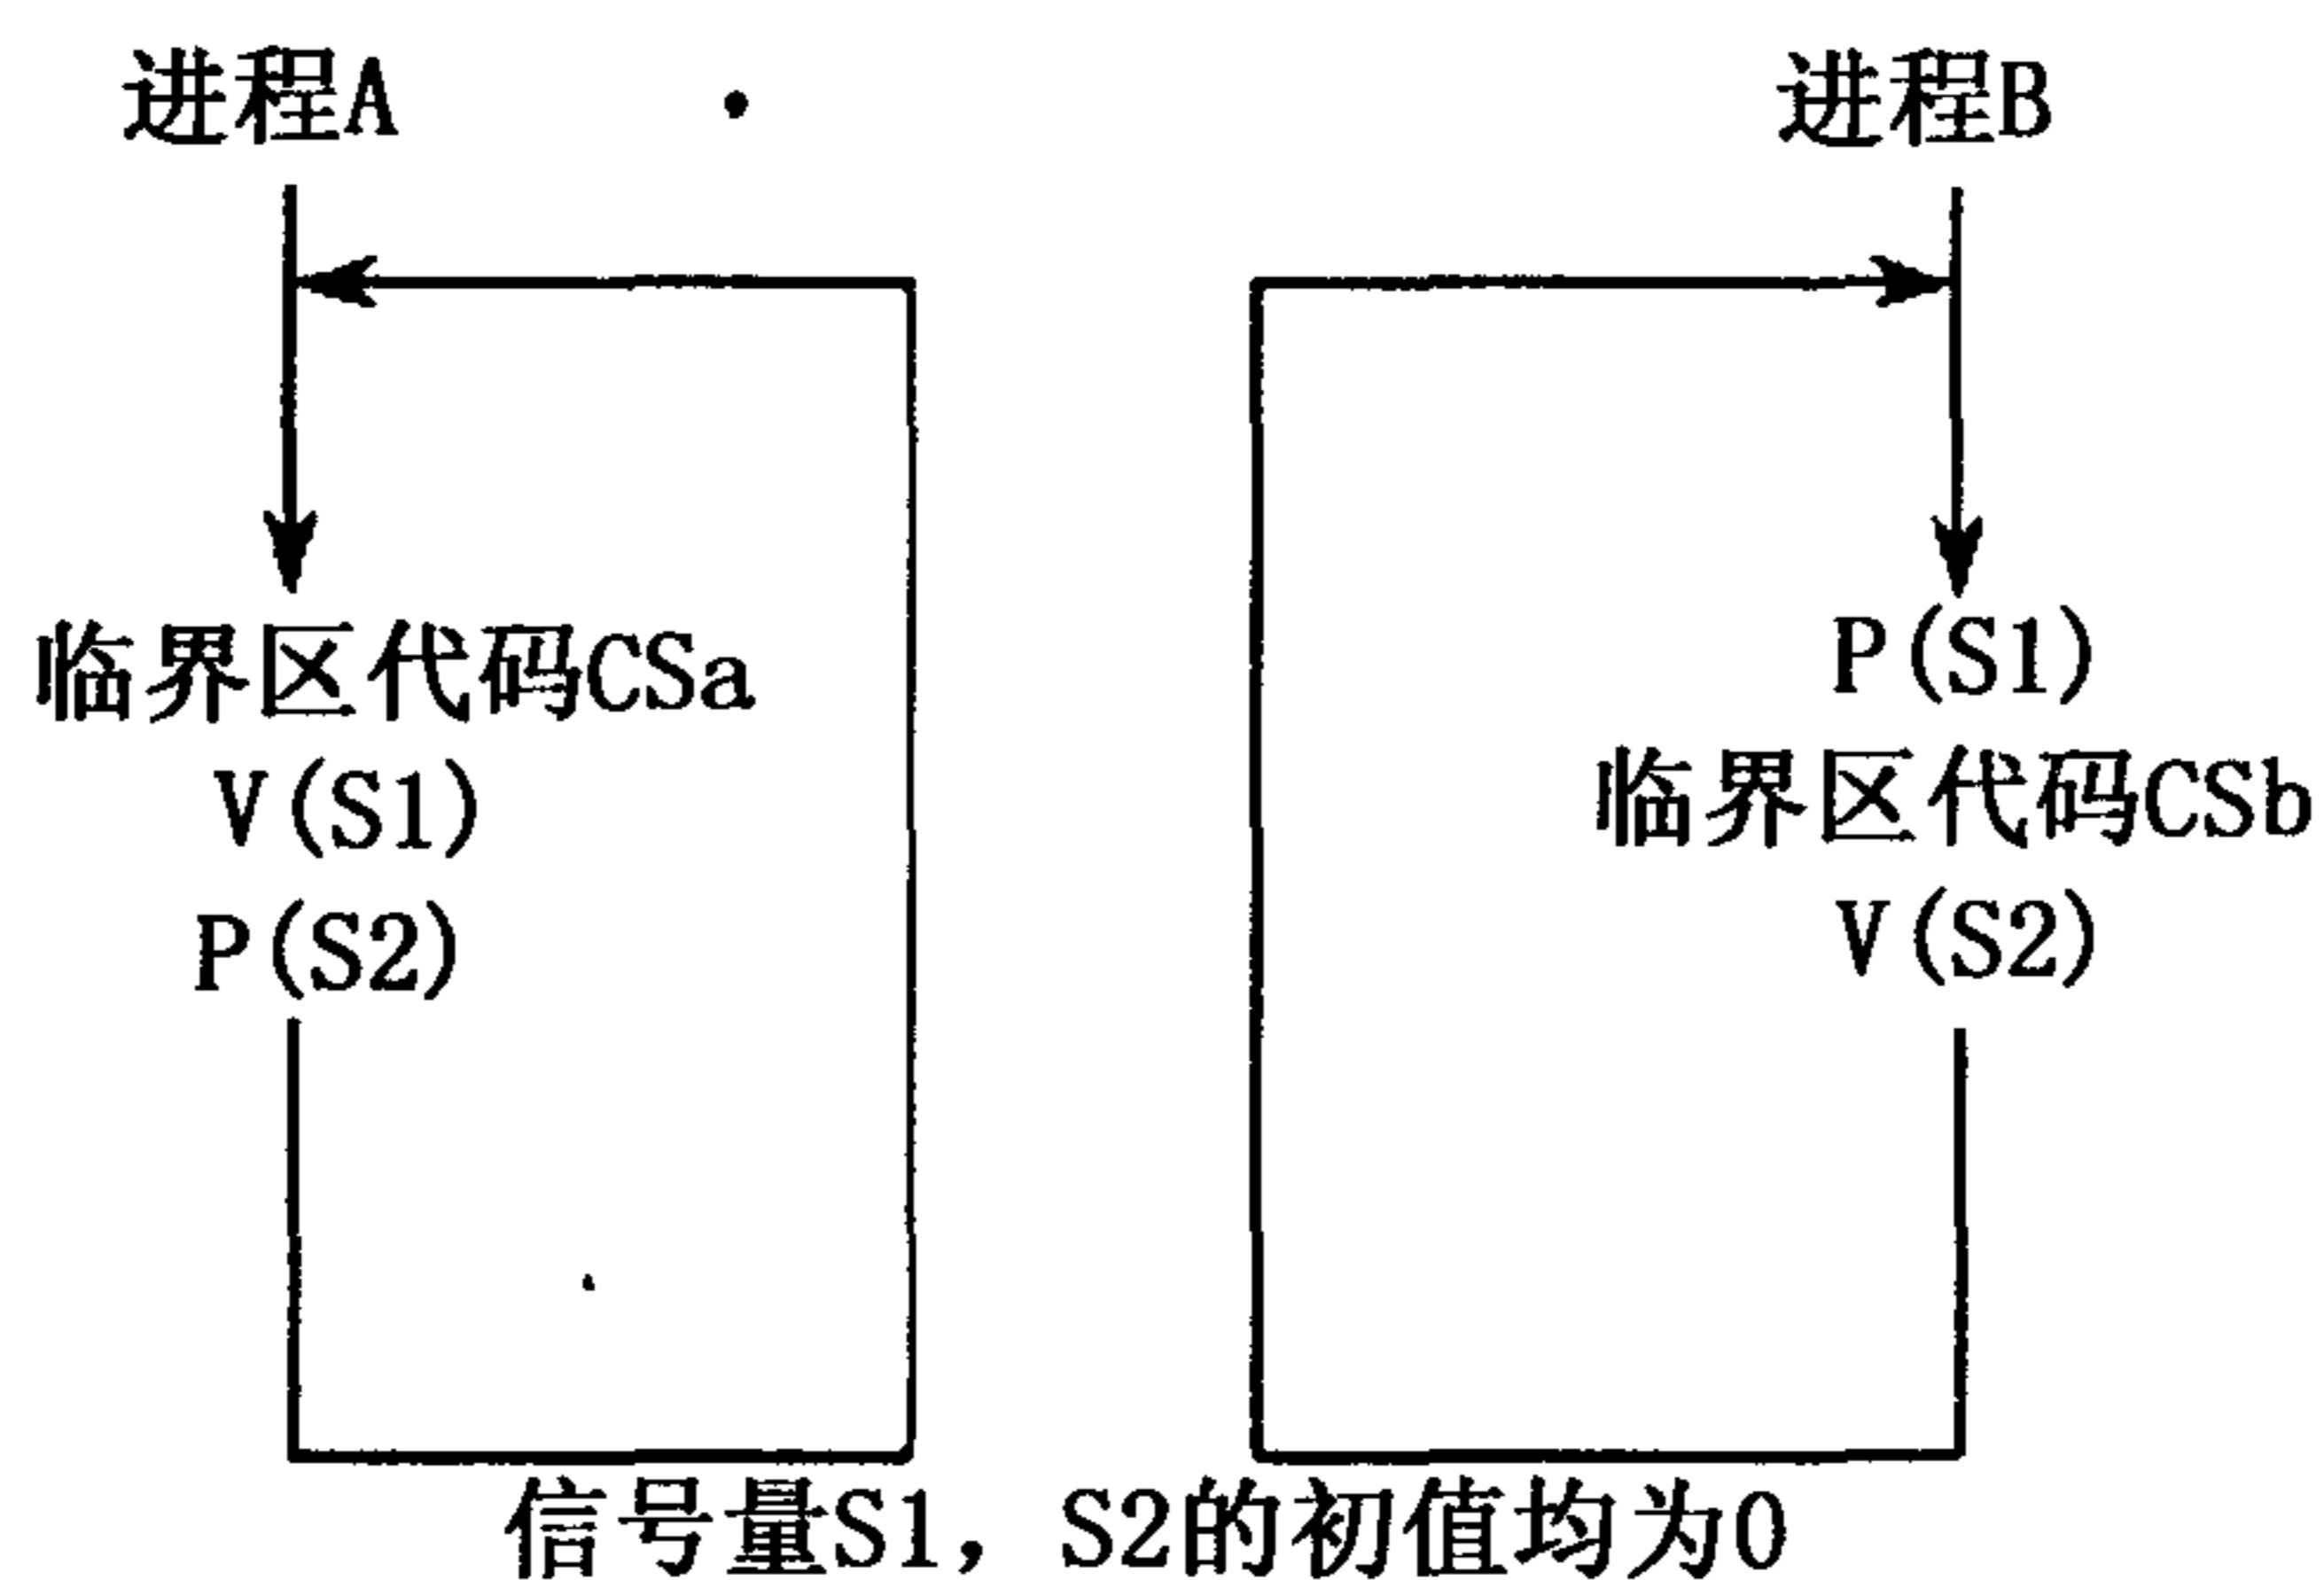 进程A
进程B
临界区代码CSa
V(S1)
P(S2)
P(S1)
临界区代码CSb
V(S2)
信号量S1, S2的初值均为0